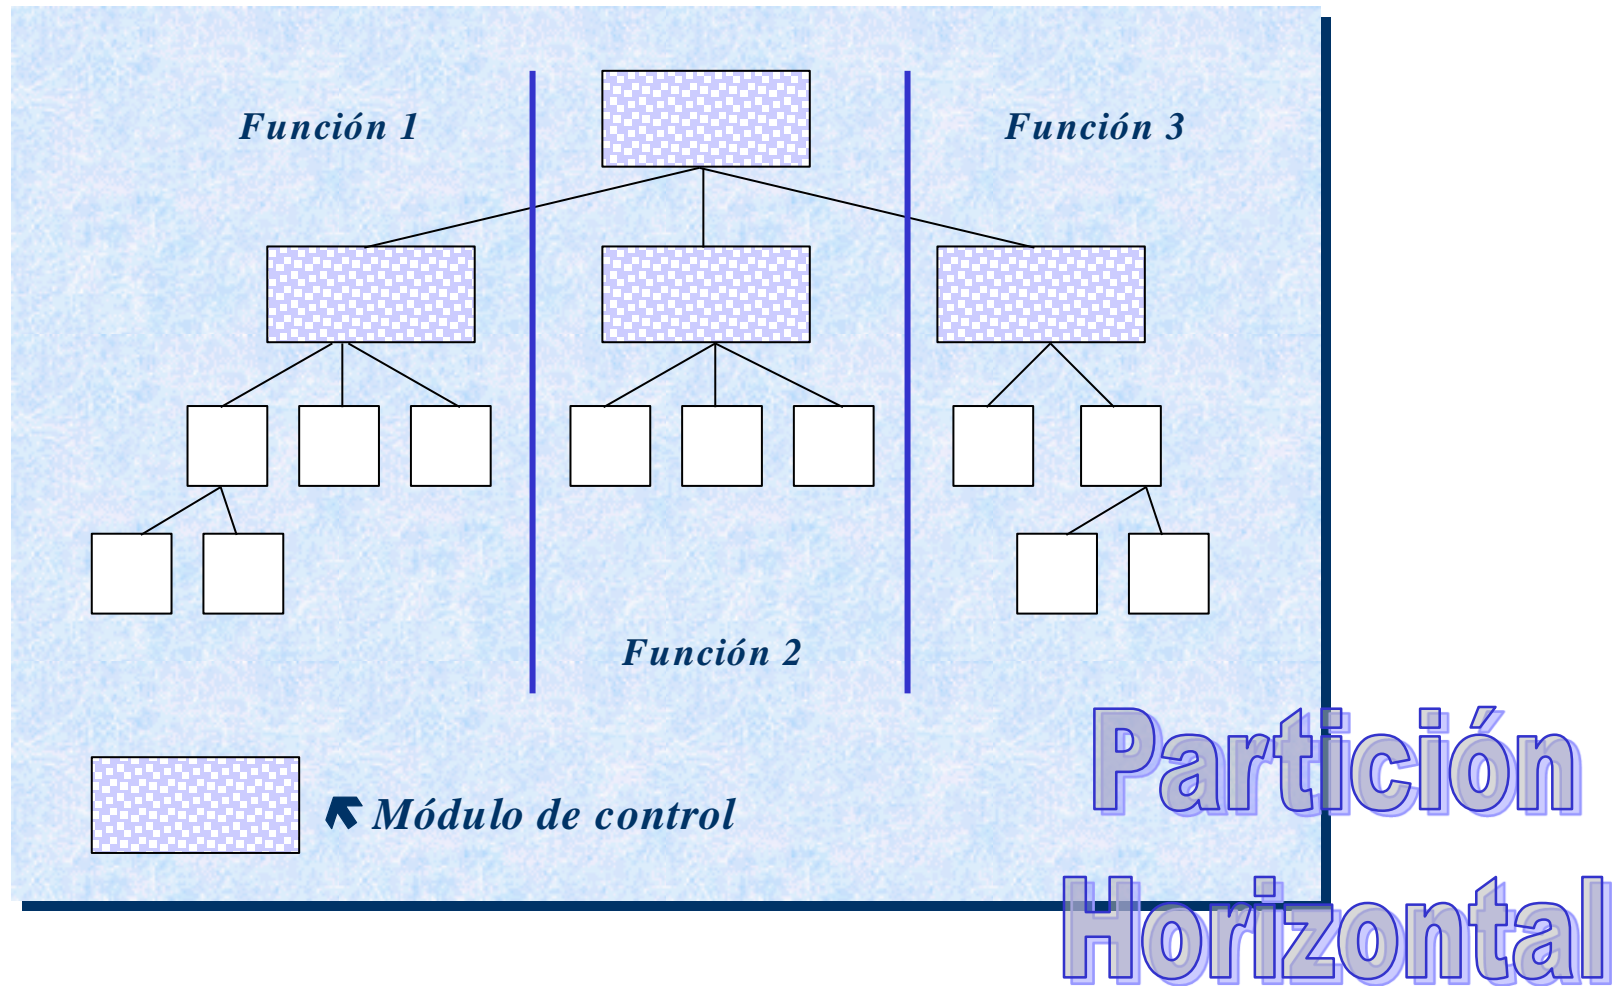 Función 1
Función 3
Función 2
Módulo de control
Partición
Horizontal